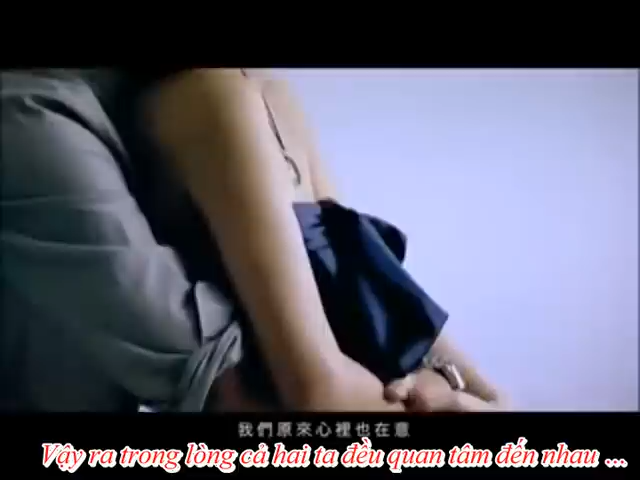 我們原來心裡也在意
Vậy ra trong lòng cả hai ta đều quan tâm đến nhau ...